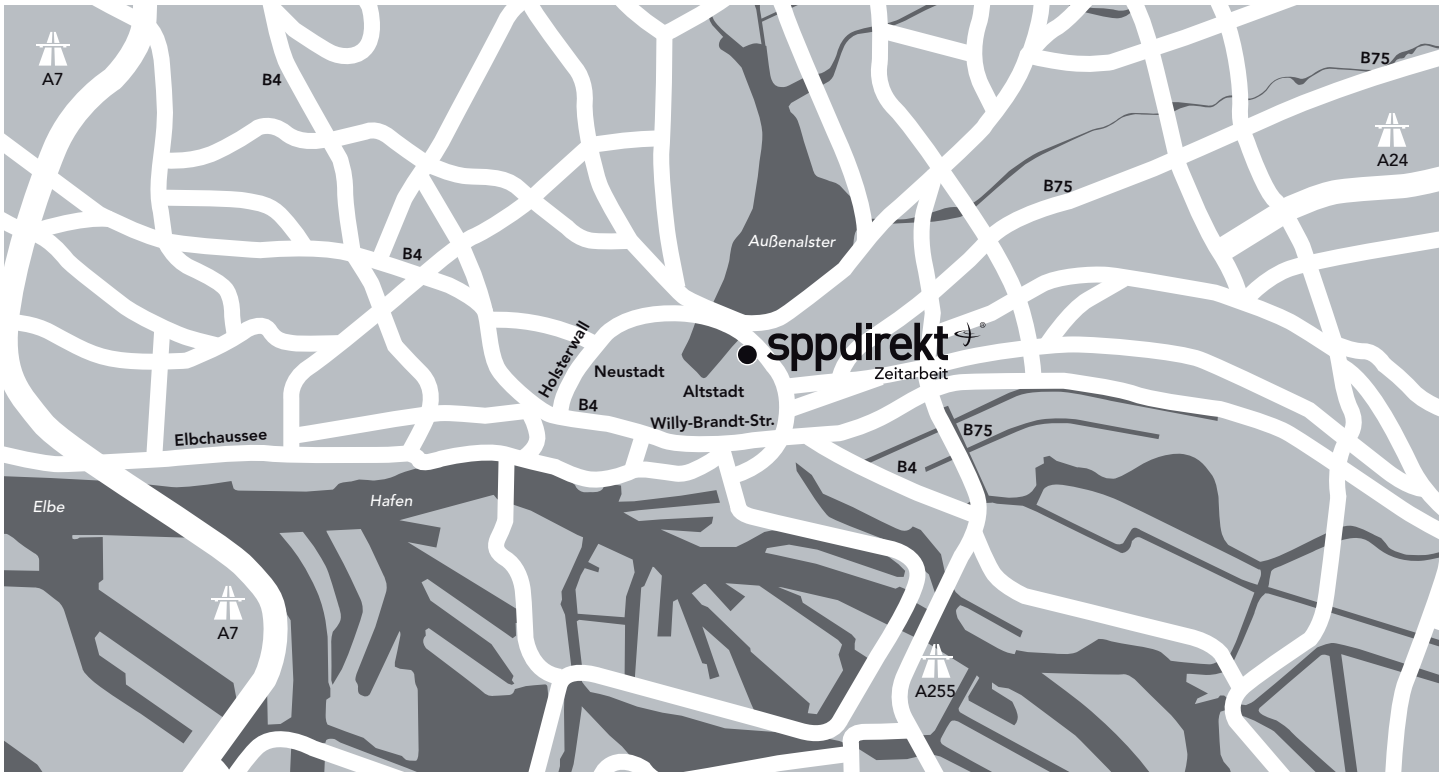 A7
B4
B75
A24
B75
Außenalster
B4
sppdirekt®
Zeitarbeit
Holsterwall
Neustadt
Altstadt
B4
Willy-Brandt-Str.
Elbchaussee
B75
B4
Elbe
Hafen
A7
A255